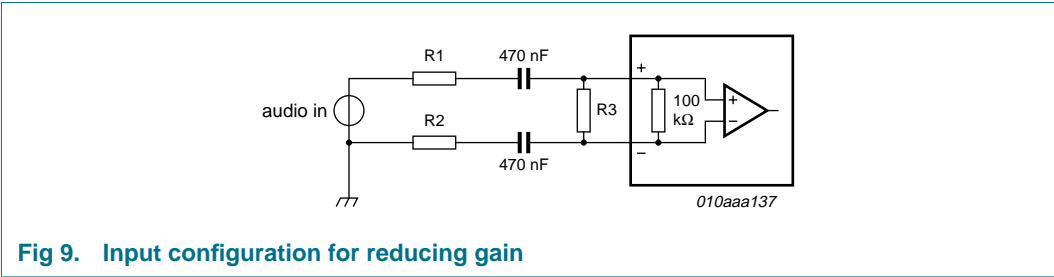 R1
470 nF
+
audio in
R3
100
kΩ
+
−
R2
−
470 nF
010aaa137
Fig 9. Input configuration for reducing gain